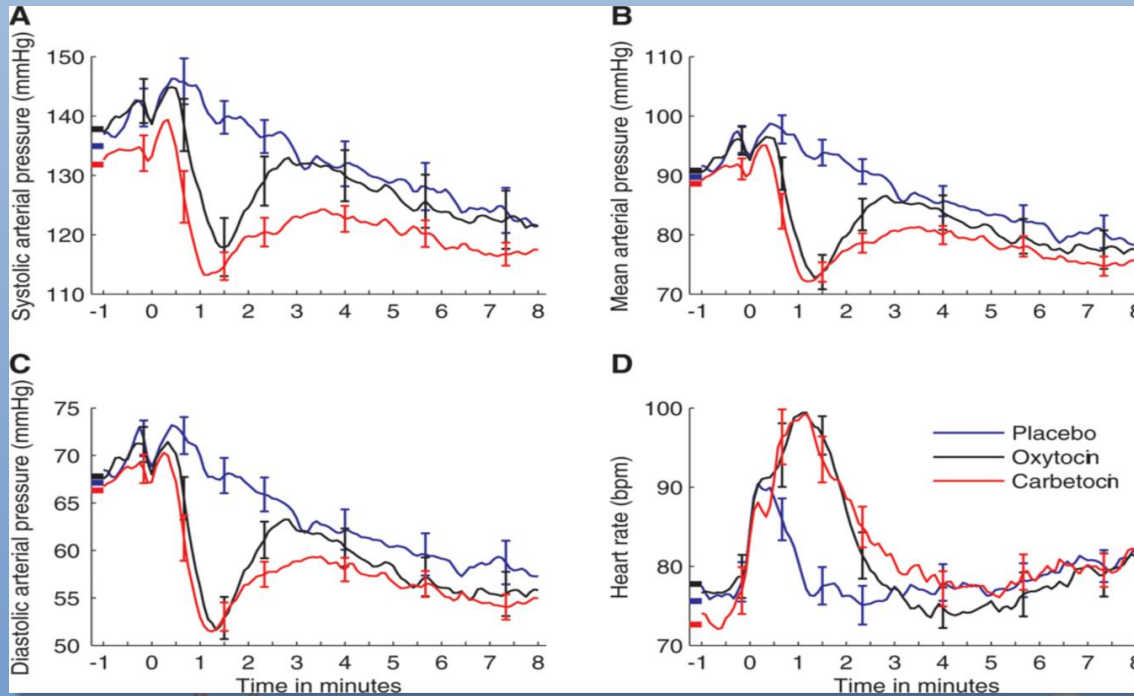 A
Systolic arterial pressure (mmHg)
150
140
130
120
110
-1 0 1 2 3 4 5 6 7 8
B
Mean arterial pressure (mmHg)
110
100
90
80
70
-1 0 1 2 3 4 5 6 7 8
C
Diastolic arterial pressure (mmHg)
75
70
65
60
55
50
-1 0 1 2 3 4 5 6 7 8
Time in minutes
D
Heart rate (bpm)
100
90
80
70
Placebo
Oxytocin
Carbetocin
-1 0 1 2 3 4 5 6 7 8
Time in minutes